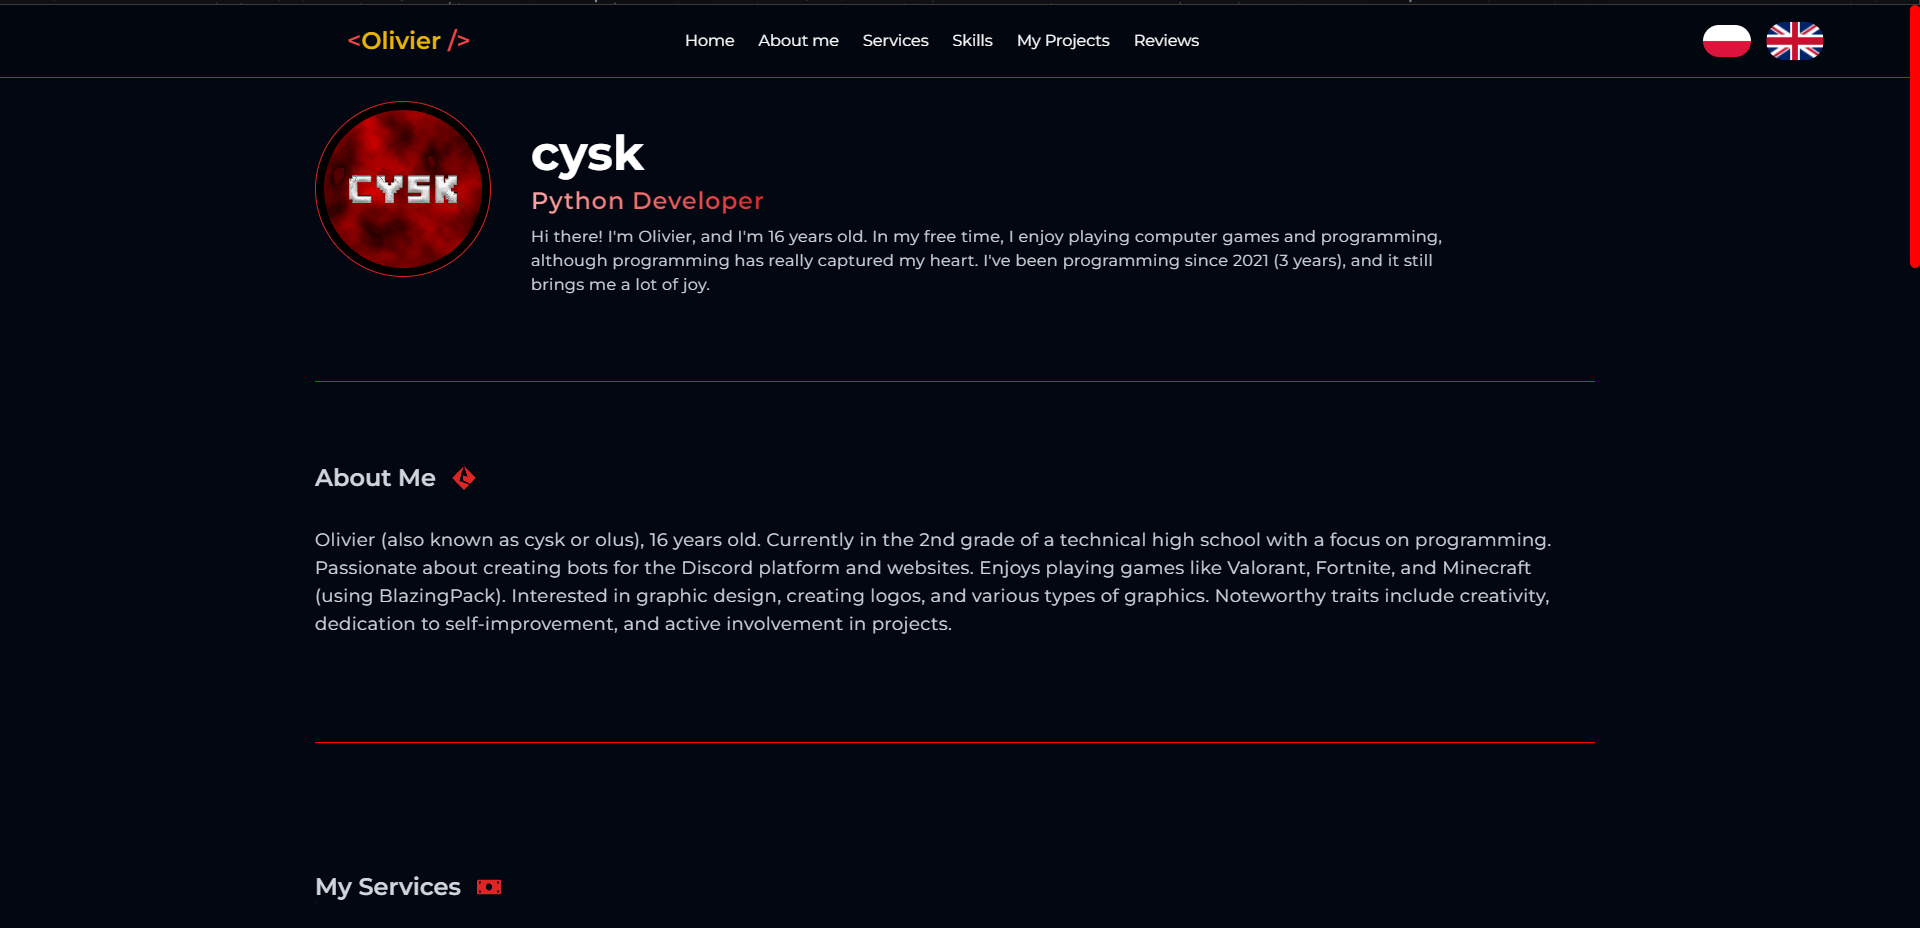 <Olivier />
Home About me Services Skills My Projects Reviews
CYSK
cysk
Python Developer
Hi there! I'm Olivier, and I'm 16 years old. In my free time, I enjoy playing computer games and programming,
although programming has really captured my heart. I've been programming since 2021 (3 years), and it still
brings me a lot of joy.
About Me
Olivier (also known as cysk or olus), 16 years old. Currently in the 2nd grade of a technical high school with a focus on programming.
Passionate about creating bots for the Discord platform and websites. Enjoys playing games like Valorant, Fortnite, and Minecraft
(using BlazingPack). Interested in graphic design, creating logos, and various types of graphics. Noteworthy traits include creativity,
dedication to self-improvement, and active involvement in projects.
My Services